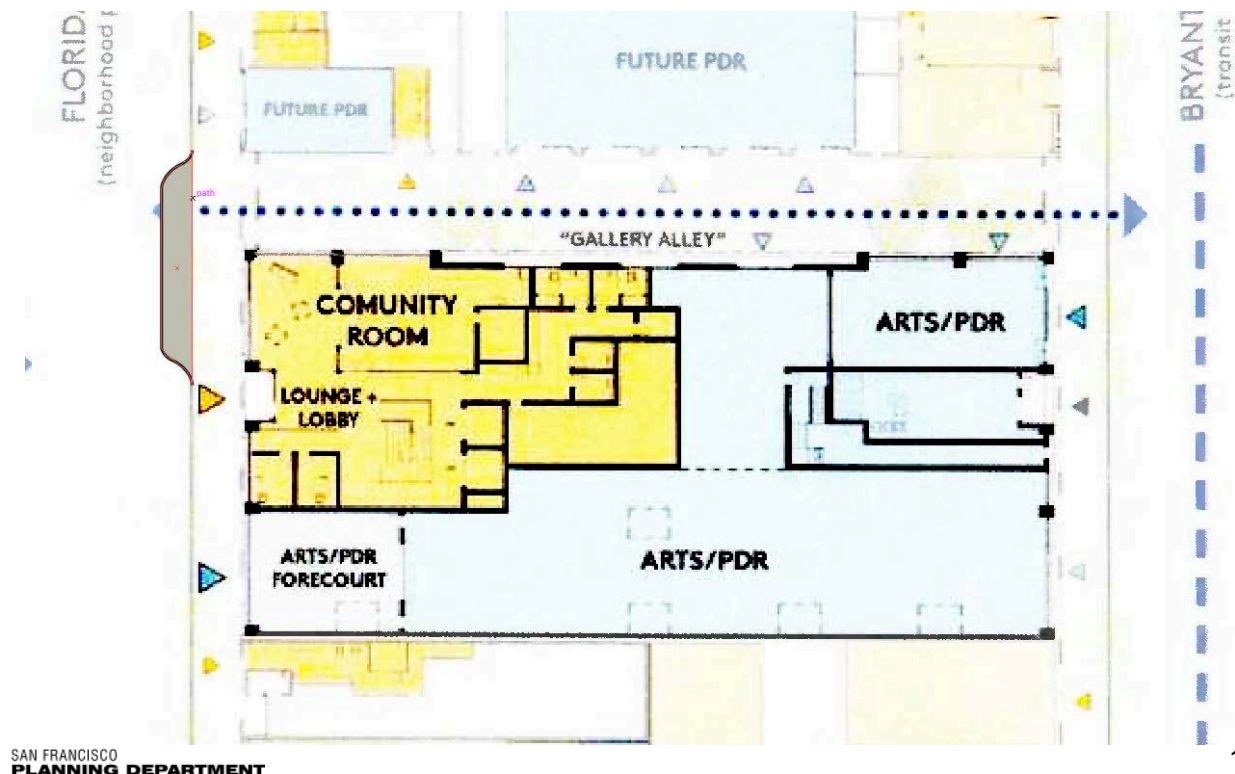 FLORID
(neighborhood p
BRYANT
(transit
FUTURE PDR
FUTURE PDR
path
"GALLERY ALLEY"
COMUNITY
ROOM
ARTS/PDR
LOUNGE +
LOBBY
ARTS/PDR
FORECOURT
ARTS/PDR
SAN FRANCISCO
PLANNING DEPARTMENT